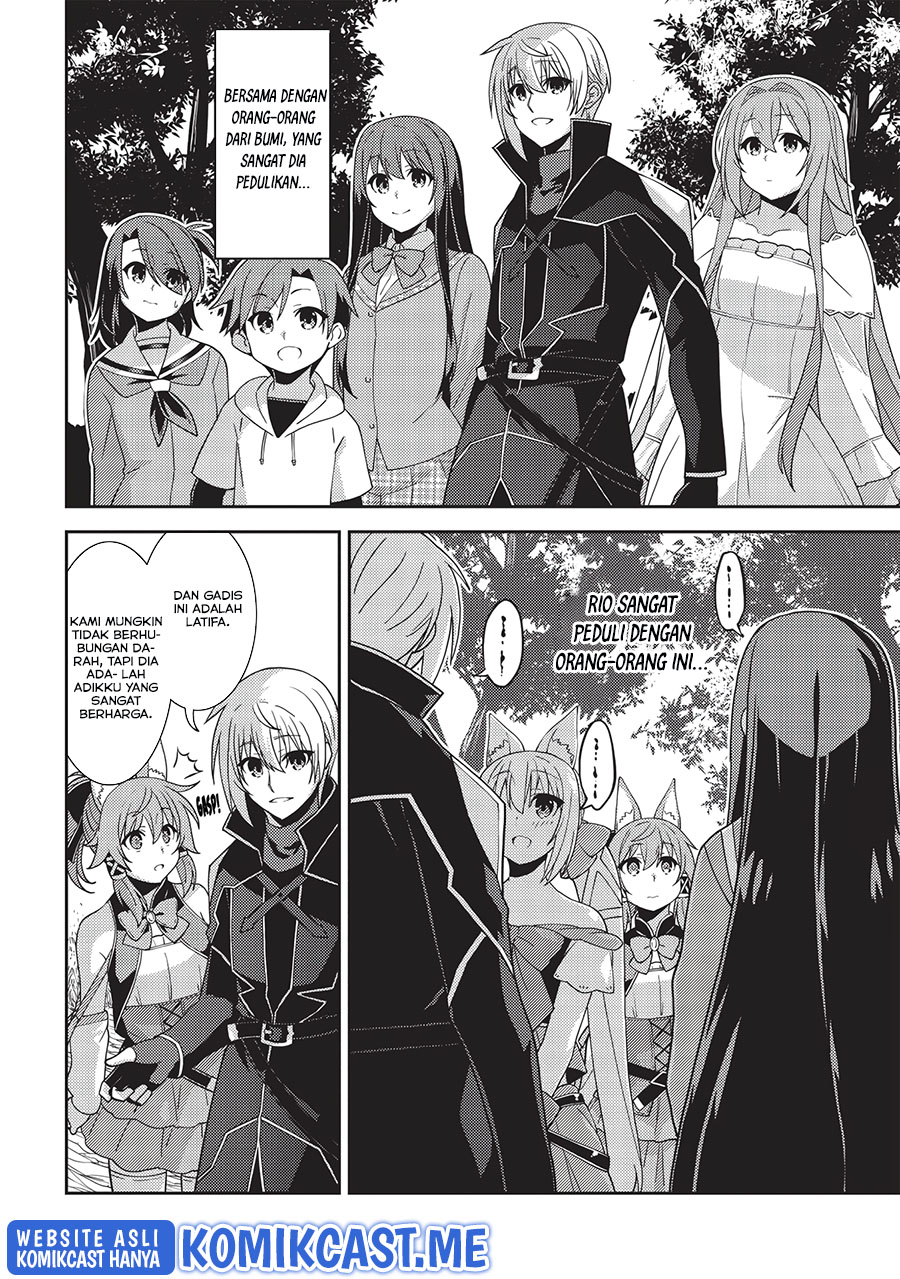 BERSAMA DENGAN
ORANG-ORANG
DARI BUMI, YANG
SANGAT DIA
PEDULIKAN...
RIO SANGAT
PEDULI DENGAN
ORANG-ORANG INI...
DAN GADIS
INI ADALAH
LATIFA.
KAMI MUNGKIN
TIDAK BERHU-
BUNGAN DA-
RAH, TAPI DIA
ADA- LAH
ADIKKU YANG
SANGAT
BERHARGA.
GASP!
WEBSITE ASLI
KOMIKCAST HANYA
KOMIKCAST.ME